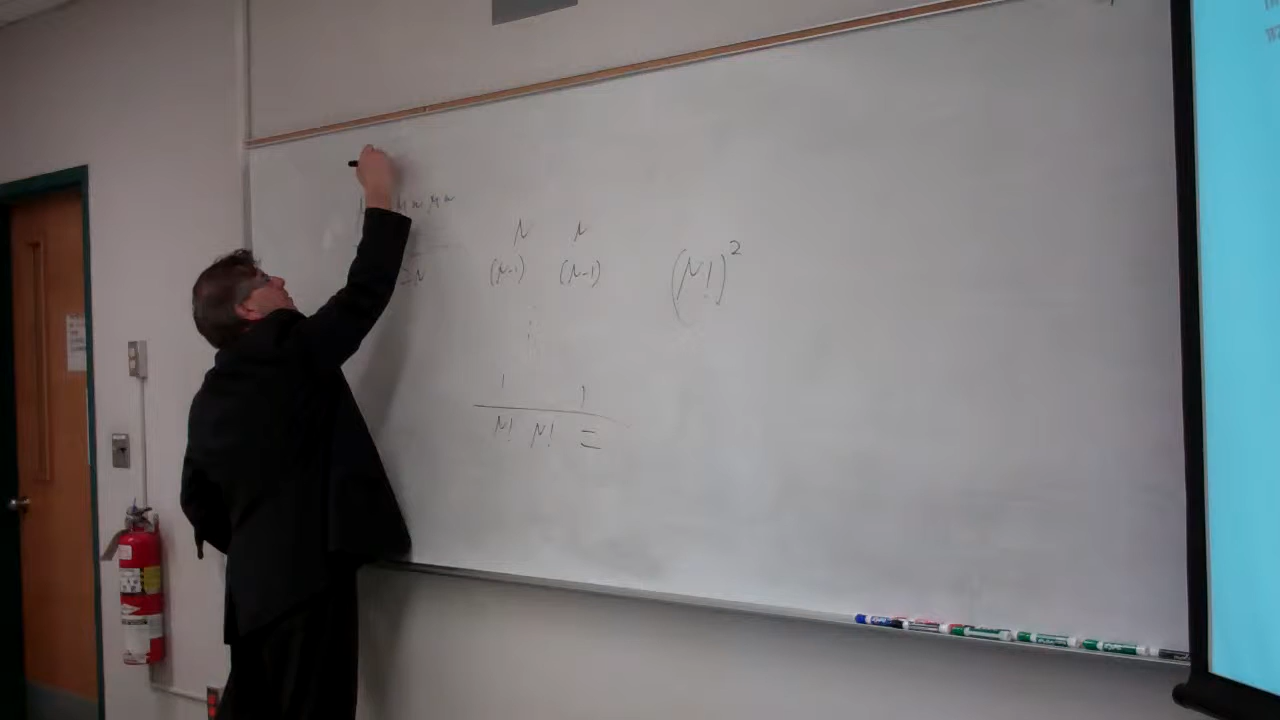 N N
(N-1) (N-1)
⋮
1 1
N! N! =
(N!)²
=N